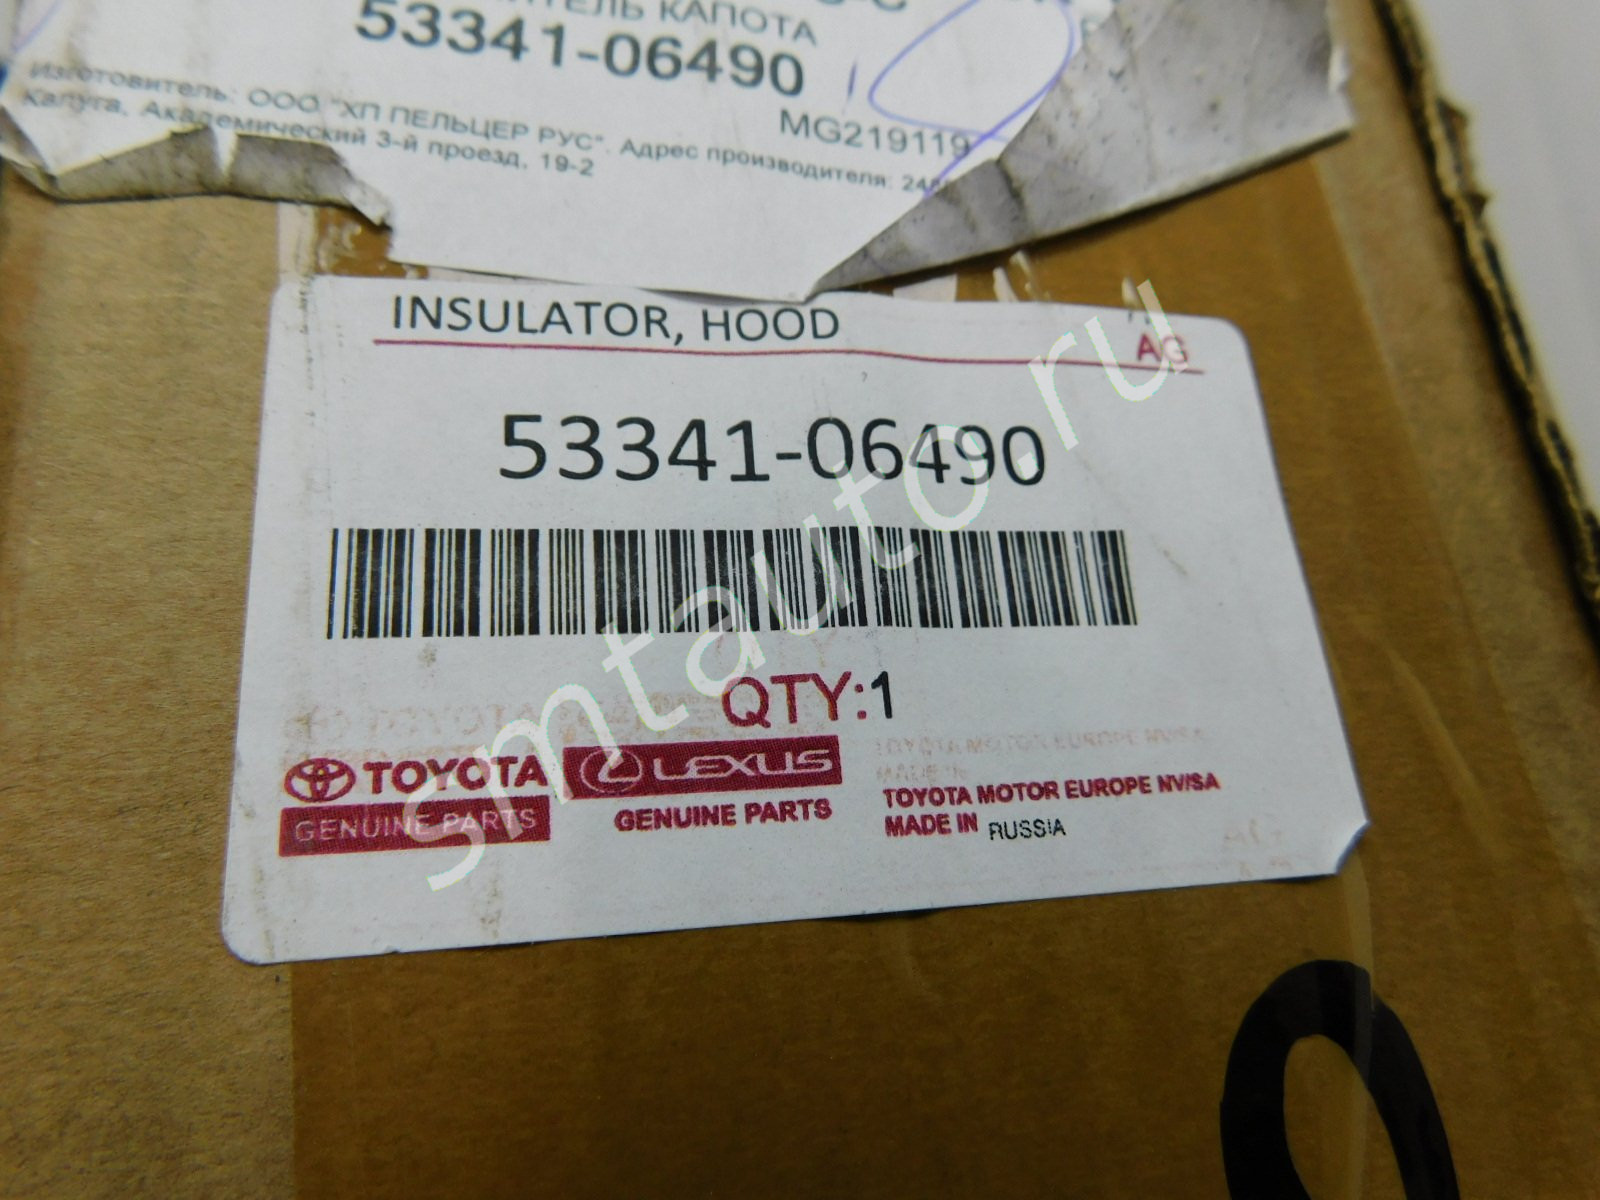 КАПОТА
53341-06490
MG219119
Изготовитель: ООО "ХП ПЕЛЬЦЕР РУС". Адрес производителя:
Калуга, Академический 3-й проезд, 19-2
INSULATOR, HOOD
AG
53341-06490
QTY:1
TOYOTA
GENUINE PARTS
LEXUS
GENUINE PARTS
TOYOTA MOTOR EUROPE NV/SA
MADE IN RUSSIA
smtauto.ru